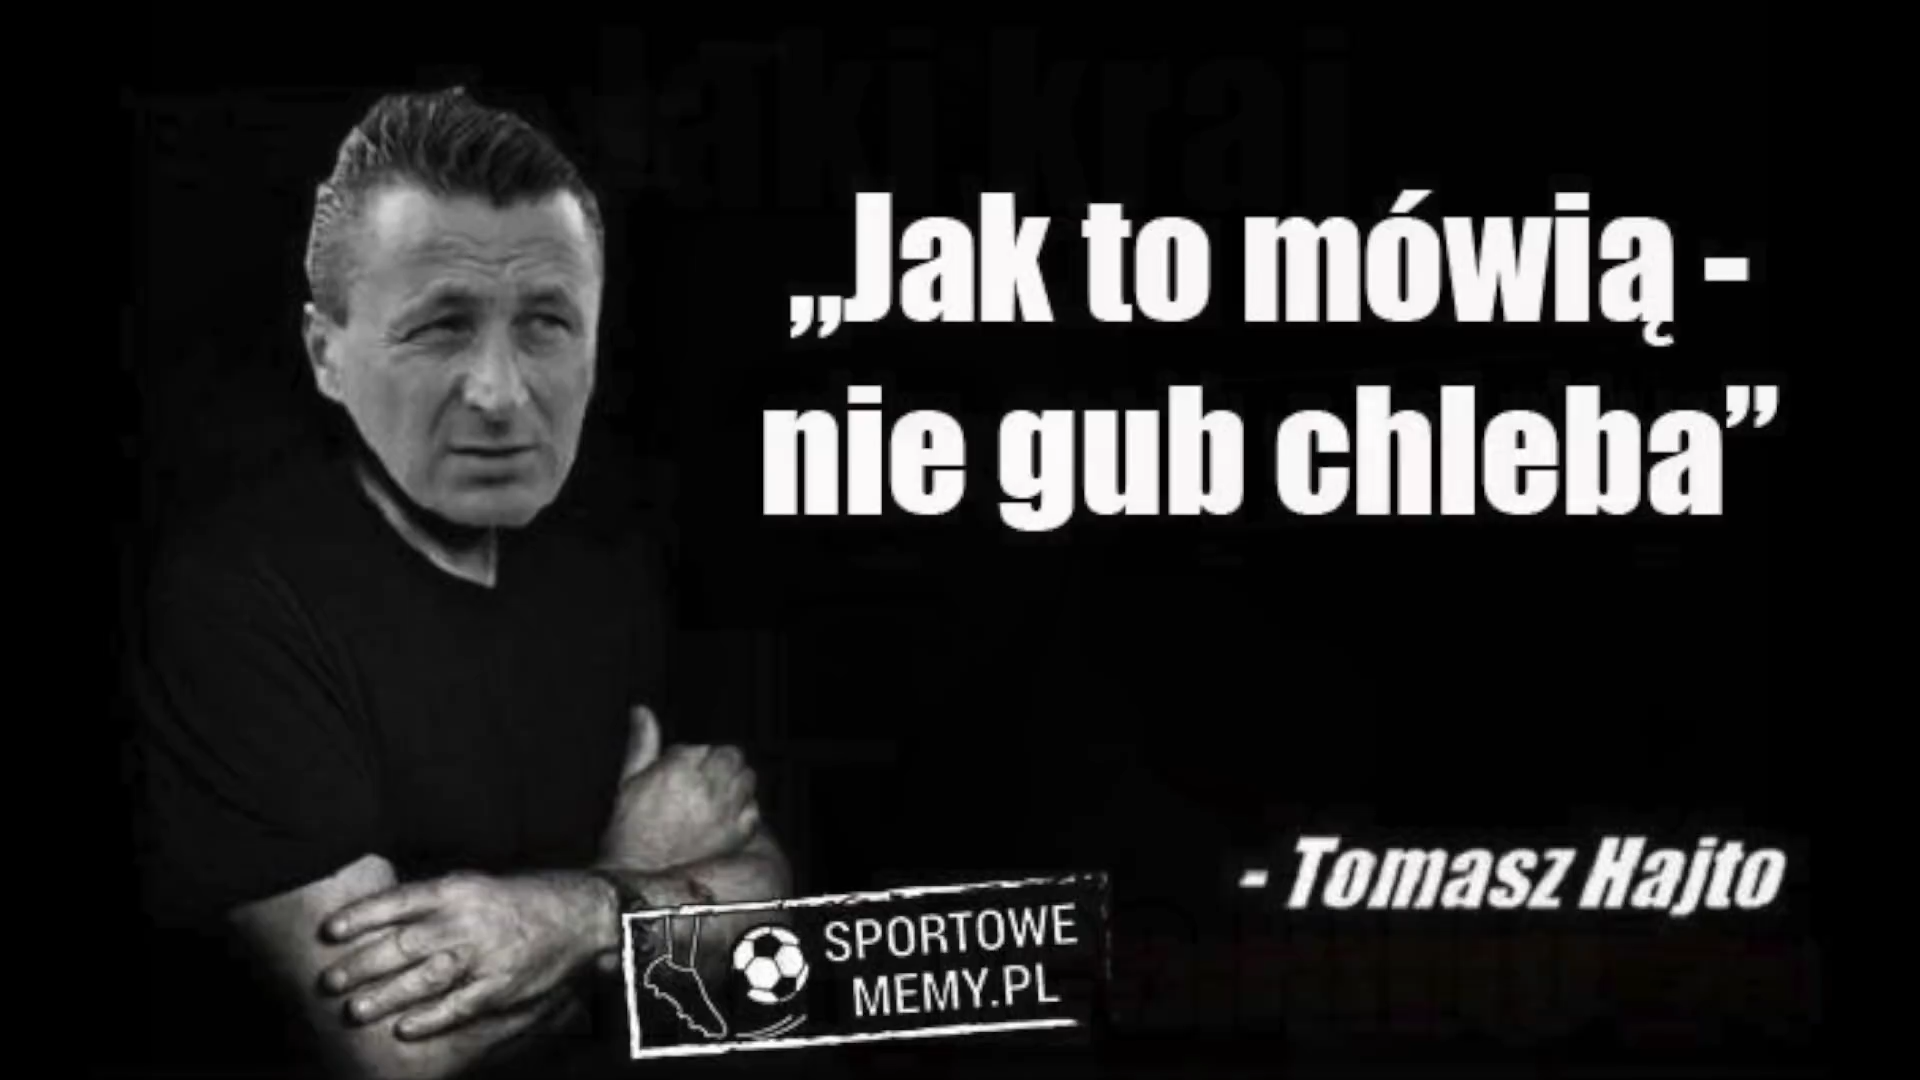 „Jak to mówią -
nie gub chleba”
- Tomasz Hajto
SPORTOWE
MEMY.PL